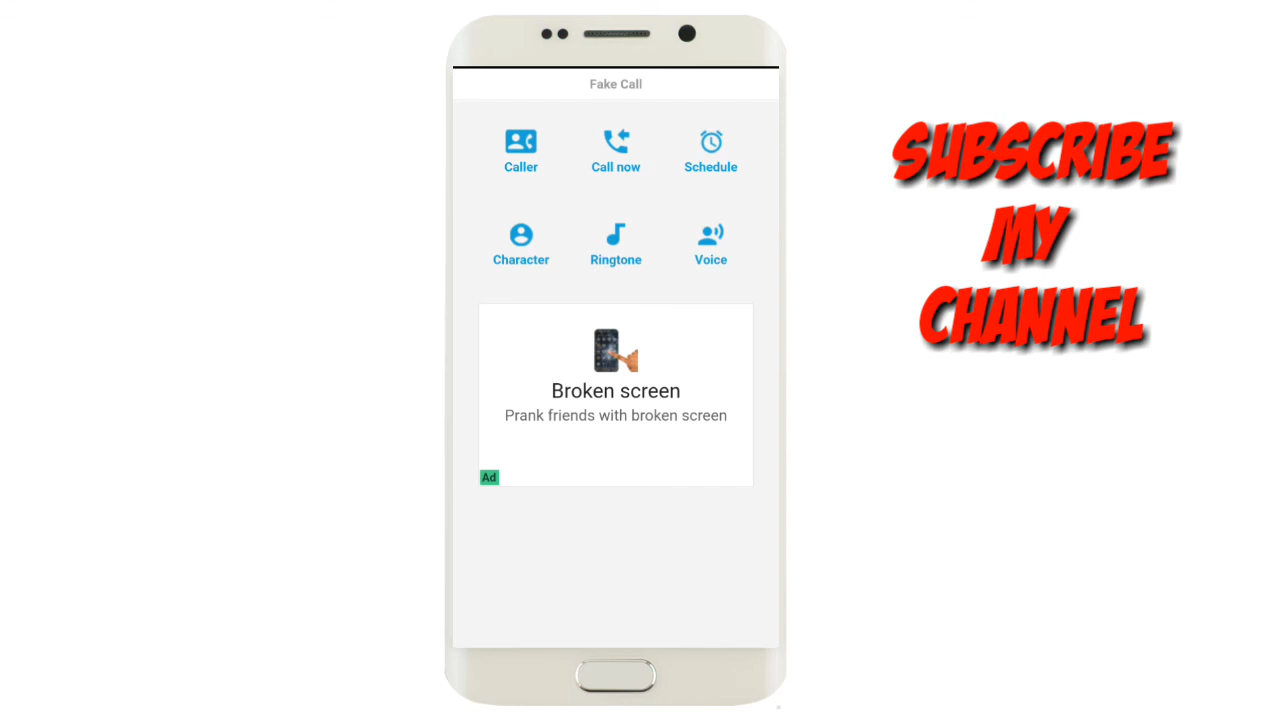 Fake Call
Caller
Call now
Schedule
Character
Ringtone
Voice
Broken screen
Prank friends with broken screen
Ad
SUBSCRIBE
MY
CHANNEL